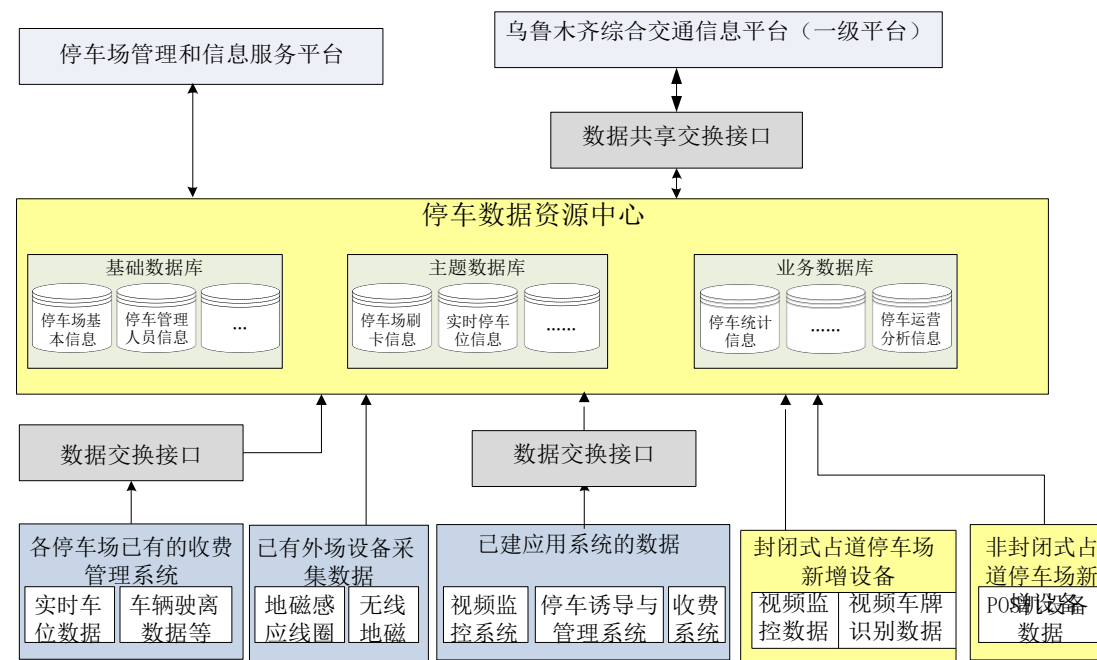 停车场管理和信息服务平台
乌鲁木齐综合交通信息平台（一级平台）
数据共享交换接口
停车数据资源中心
基础数据库
主题数据库
业务数据库
停车场基
本信息
停车管理
人员信息
...
停车场刷
卡信息
实时停车
位信息
......
停车统计
信息
......
停车运营
分析信息
数据交换接口
数据交换接口
各停车场已有的收费
管理系统
实时车
位数据
车辆驶离
数据等
已有外场设备采
集数据
地磁感
应线圈
无线
地磁
已建应用系统的数据
视频监
控系统
停车诱导与
管理系统
收费
系统
封闭式占道停车场
新增设备
视频监
控数据
视频车牌
识别数据
非封闭式占
道停车场新
增设备
POS机设备
数据